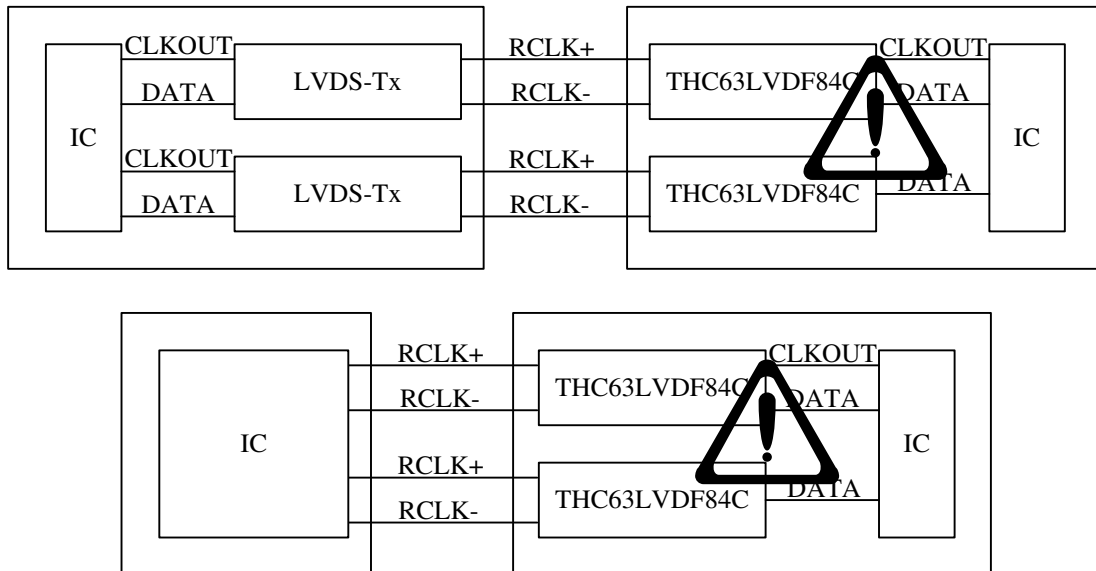 CLKOUT RCLK+ CLKOUT
LVDS-Tx THC63LVDF84C
DATA RCLK- DATA
IC IC
CLKOUT RCLK+
LVDS-Tx THC63LVDF84C DATA
DATA RCLK-
RCLK+ CLKOUT
THC63LVDF84C
RCLK- DATA
IC IC
RCLK+
THC63LVDF84C DATA
RCLK-